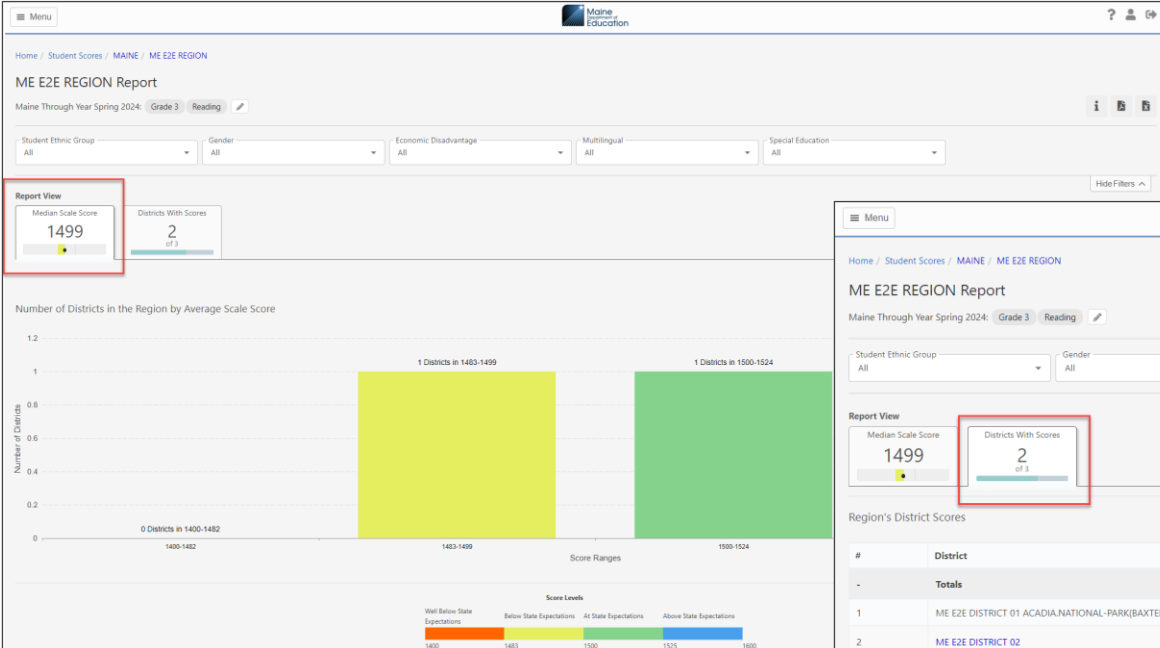 Menu
Maine
Department of
Education
?
Home / Student Scores / MAINE / ME E2E REGION
ME E2E REGION Report
Maine Through Year Spring 2024: Grade 3 Reading
i
Student Ethnic Group
All
Gender
All
Economic Disadvantage
All
Multilingual
All
Special Education
All
Hide Filters
Report View
Median Scale Score
1499
Districts With Scores
2
of 3
Number of Districts in the Region by Average Scale Score
Number of Districts
1.2
1
0.8
0.6
0.4
0.2
0
0 Districts in 1400-1482
1 Districts in 1483-1499
1 Districts in 1500-1524
1400-1482
1483-1499
1500-1524
Score Ranges
Score Levels
Well Below State
Expectations
Below State Expectations
At State Expectations
Above State Expectations
1400
1483
1500
1525
1600
Menu
Home / Student Scores / MAINE / ME E2E REGION
ME E2E REGION Report
Maine Through Year Spring 2024: Grade 3 Reading
Student Ethnic Group
All
Gender
All
Report View
Median Scale Score
1499
Districts With Scores
2
of 3
Region's District Scores
# District
- Totals
1 ME E2E DISTRICT 01 ACADIA.NATIONAL-PARK(BAXTE
2 ME E2E DISTRICT 02